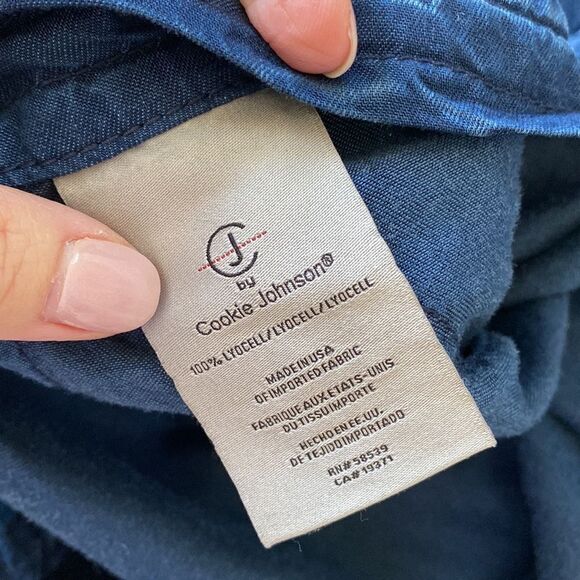 CJ
by
Cookie Johnson®
100% LYOCELL/LYOCELL/LYOCELL
MADE IN USA
OF IMPORTED FABRIC
FABRIQUE AUX ETATS-UNIS
DU TISSU IMPORTE
HECHO EN EE.UU.
DE TEJIDO IMPORTADO
RN# 58539
CA# 19371